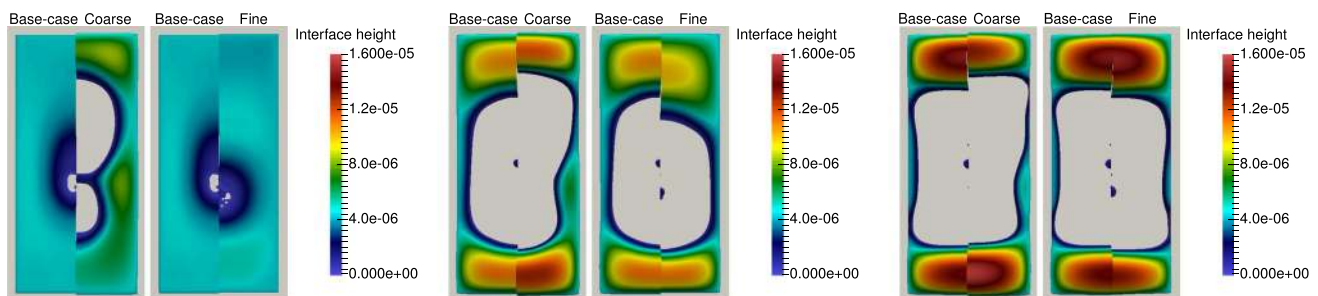 Base-case Coarse Base-case Fine
Interface height
1.600e-05
1.2e-05
8.0e-06
4.0e-06
0.000e+00
Base-case Coarse Base-case Fine
Interface height
1.600e-05
1.2e-05
8.0e-06
4.0e-06
0.000e+00
Base-case Coarse Base-case Fine
Interface height
1.600e-05
1.2e-05
8.0e-06
4.0e-06
0.000e+00